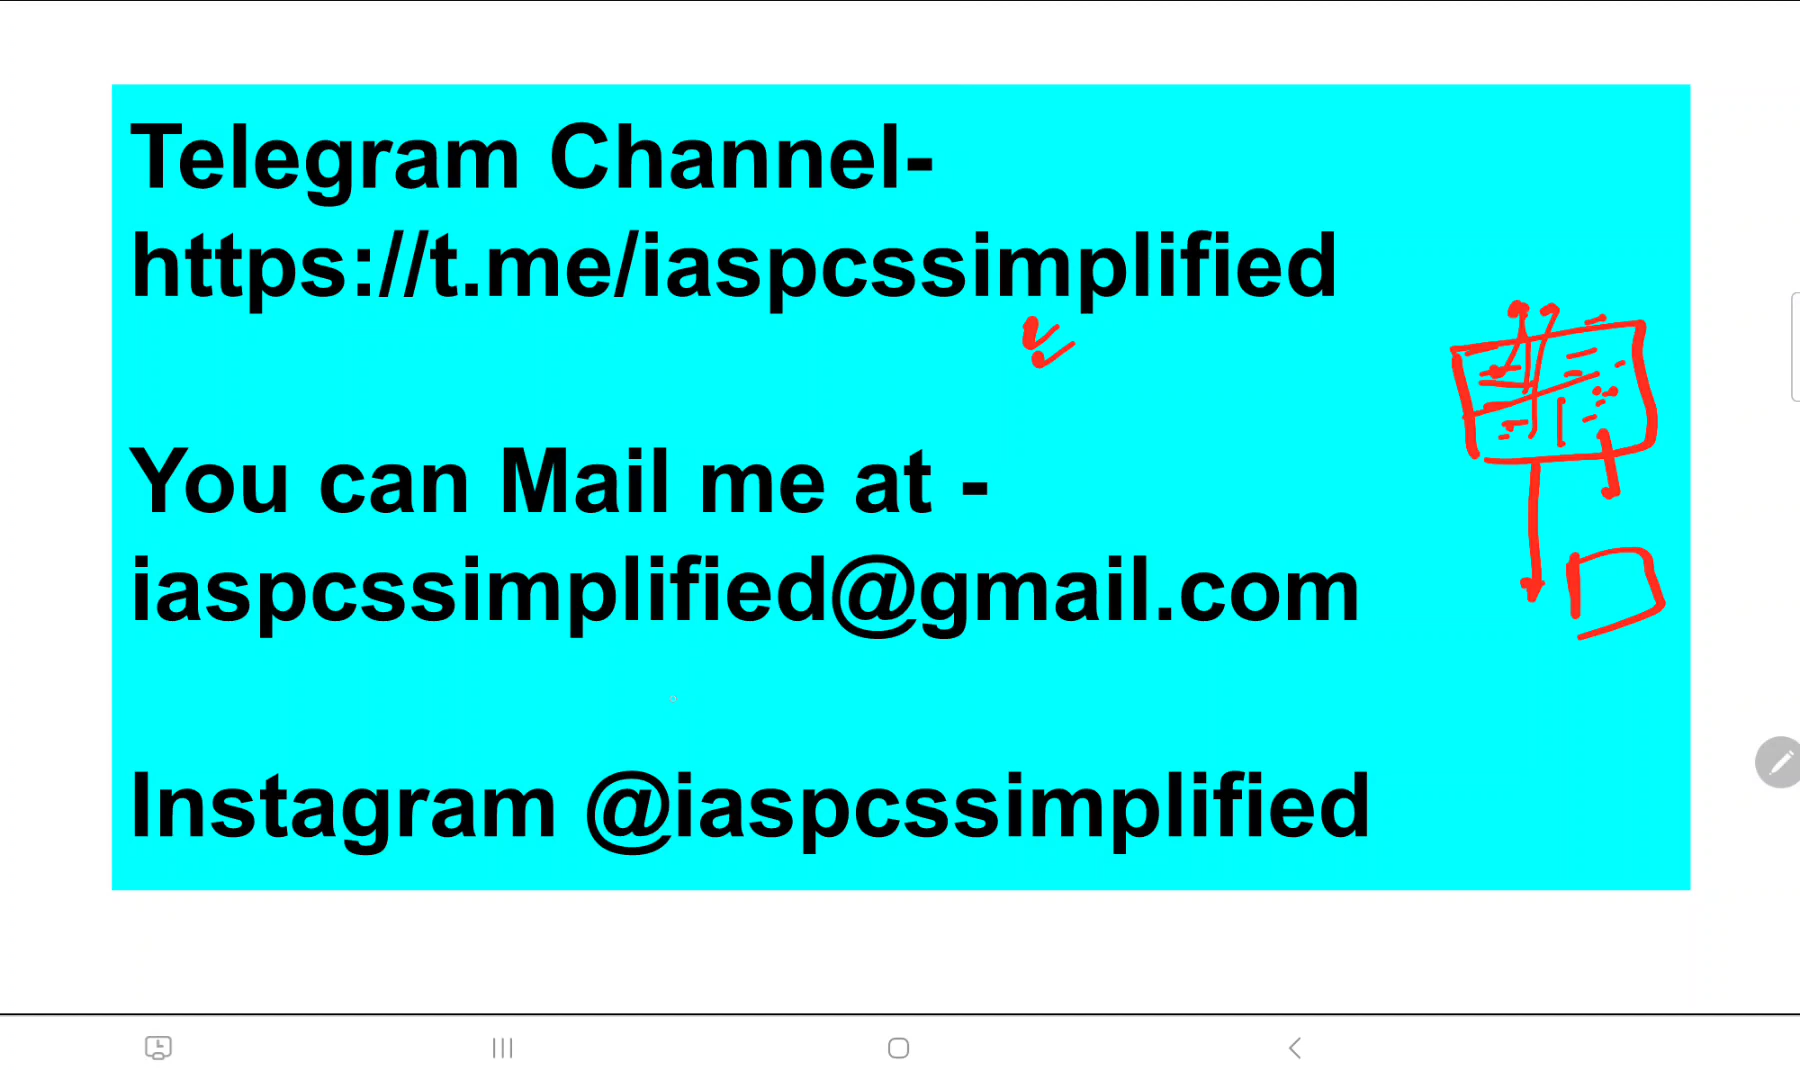 Telegram Channel-
https://t.me/iaspcssimplified
You can Mail me at -
iaspcssimplified@gmail.com
Instagram @iaspcssimplified